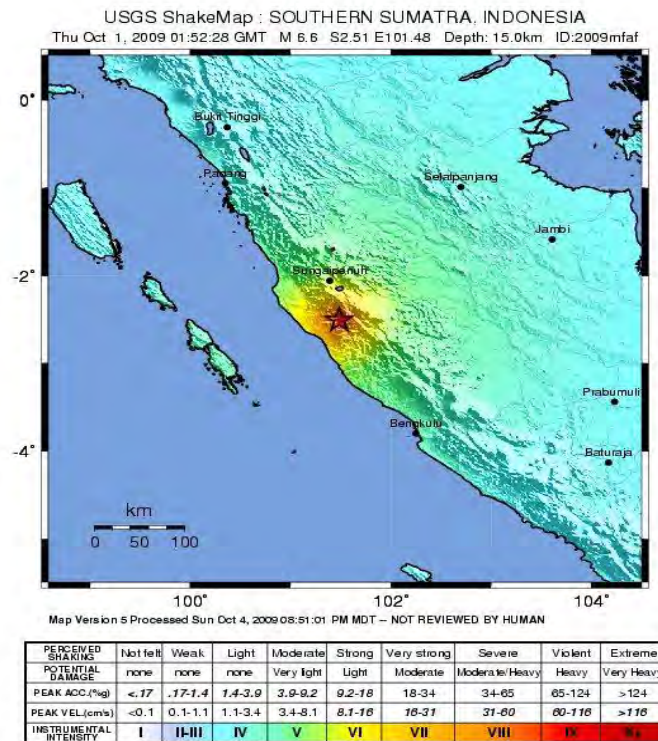 USGS ShakeMap : SOUTHERN SUMATRA, INDONESIA
Thu Oct 1, 2009 01:52:28 GMT M 6.6 S2.51 E101.48 Depth: 15.0km ID:2009mfaf
0°
Bukit Tinggi
Padang
Selatpanjang
Jambi
-2°
Sungaipenuh
Prabumuli
Bengkulu
-4°
Baturaja
km
0 50 100
100° 102° 104°
Map Version 5 Processed Sun Oct 4, 2009 08:51:01 PM MDT -- NOT REVIEWED BY HUMAN
PERCEIVED SHAKING Not felt Weak Light Moderate Strong Very strong Severe Violent Extreme
POTENTIAL DAMAGE none none none Very light Light Moderate Moderate/Heavy Heavy Very Heavy
PEAK ACC.(%g) <.17 .17-1.4 1.4-3.9 3.9-9.2 9.2-18 18-34 34-65 65-124 >124
PEAK VEL.(cm/s) <0.1 0.1-1.1 1.1-3.4 3.4-8.1 8.1-16 16-31 31-60 60-116 >116
INSTRUMENTAL INTENSITY I II-III IV V VI VII VIII IX X+